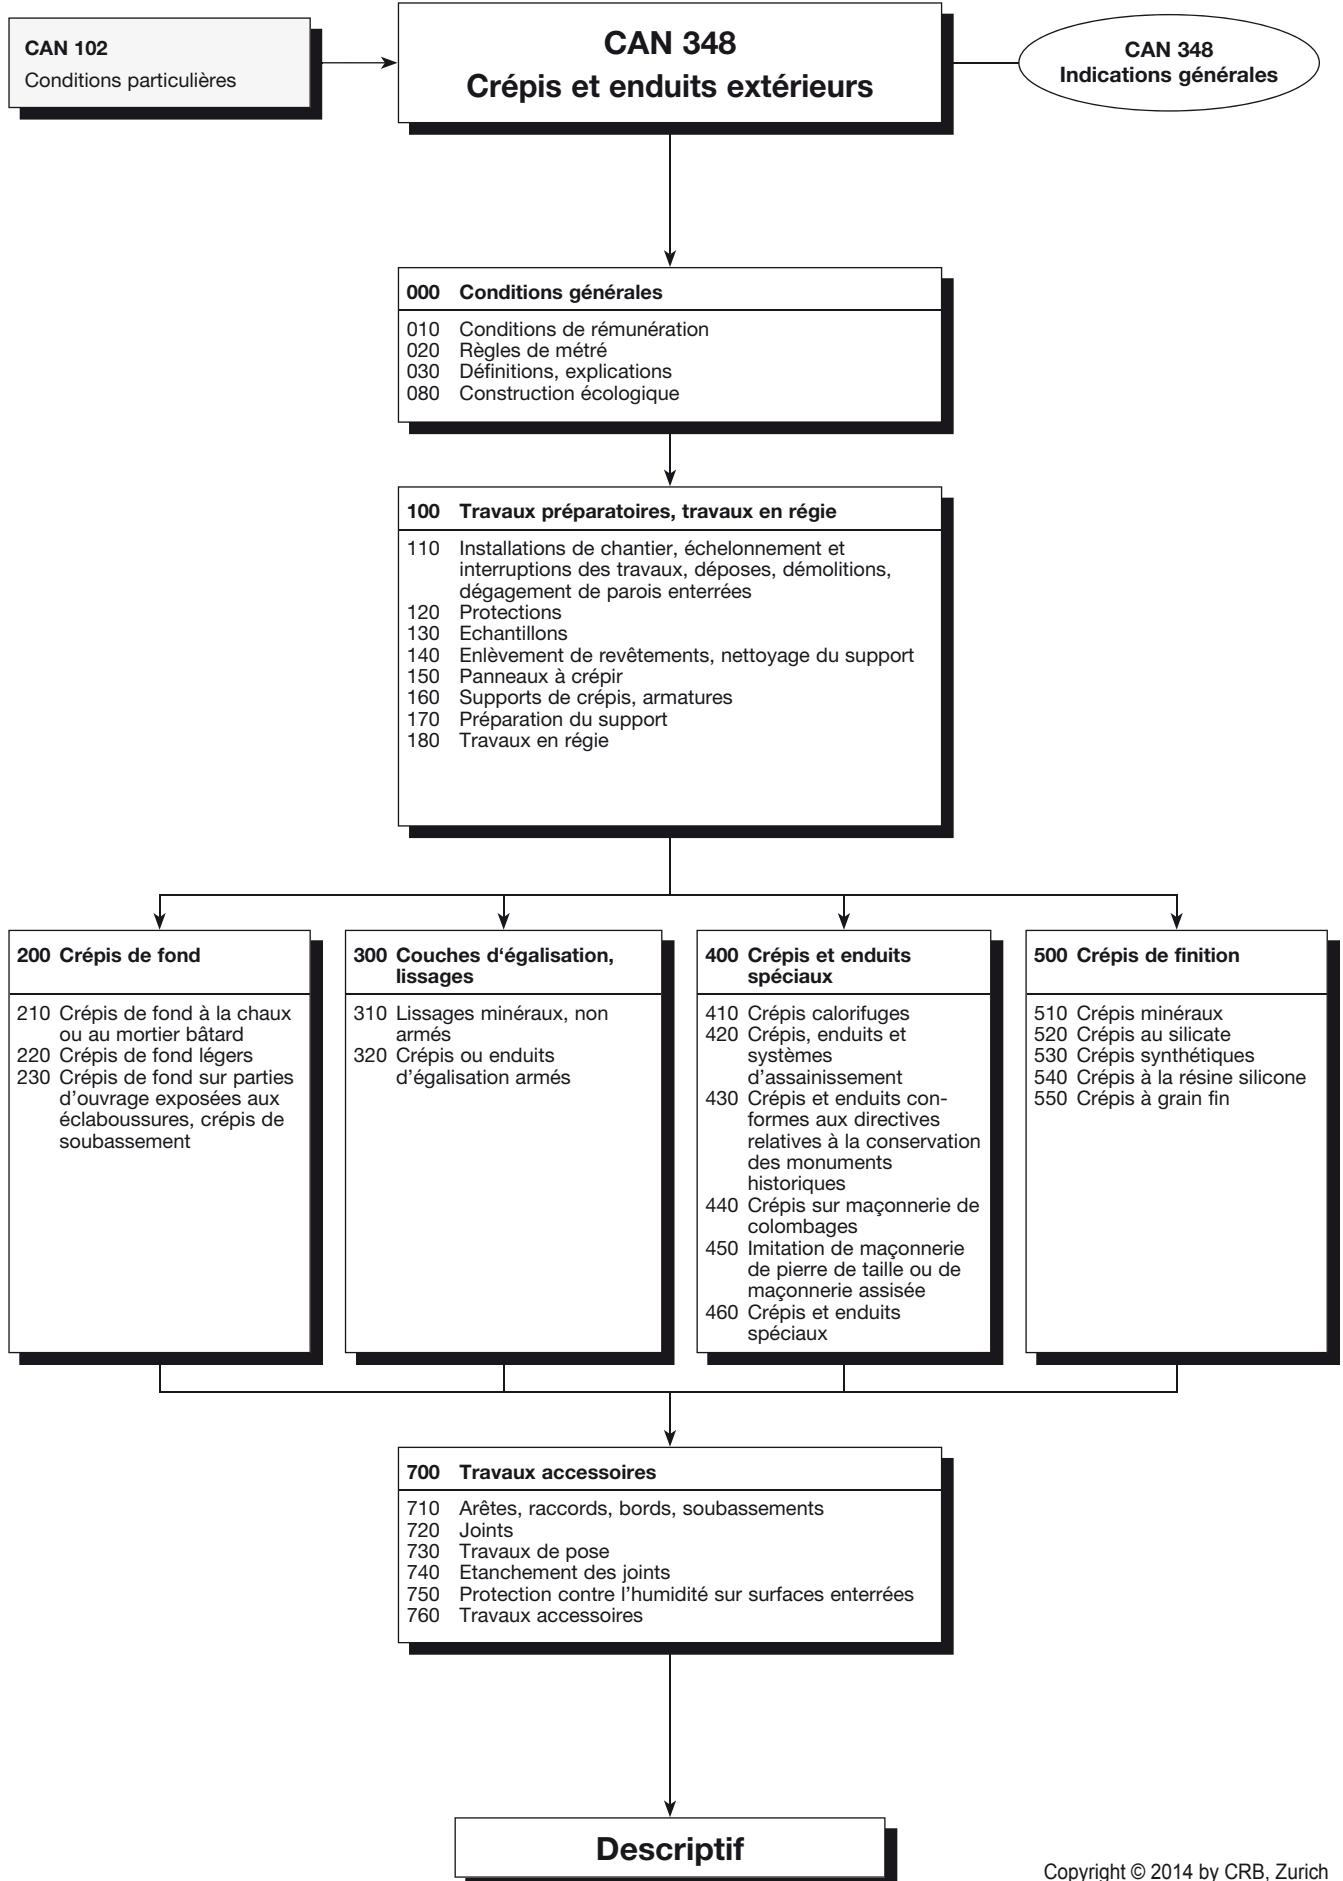 CAN 102
Conditions particulières
CAN 348
Crépis et enduits extérieurs
CAN 348
Indications générales
000 Conditions générales
010 Conditions de rémunération
020 Règles de métré
030 Définitions, explications
080 Construction écologique
100 Travaux préparatoires, travaux en régie
110 Installations de chantier, échelonnement et
interruptions des travaux, déposes, démolitions,
dégagement de parois enterrées
120 Protections
130 Echantillons
140 Enlèvement de revêtements, nettoyage du support
150 Panneaux à crépir
160 Supports de crépis, armatures
170 Préparation du support
180 Travaux en régie
200 Crépis de fond
210 Crépis de fond à la chaux
ou au mortier bâtard
220 Crépis de fond légers
230 Crépis de fond sur parties
d'ouvrage exposées aux
éclaboussures, crépis de
soubassement
300 Couches d‘égalisation,
lissages
310 Lissages minéraux, non
armés
320 Crépis ou enduits
d'égalisation armés
400 Crépis et enduits
spéciaux
410 Crépis calorifuges
420 Crépis, enduits et
systèmes
d'assainissement
430 Crépis et enduits con-
formes aux directives
relatives à la conservation
des monuments
historiques
440 Crépis sur maçonnerie de
colombages
450 Imitation de maçonnerie
de pierre de taille ou de
maçonnerie assisée
460 Crépis et enduits
spéciaux
500 Crépis de finition
510 Crépis minéraux
520 Crépis au silicate
530 Crépis synthétiques
540 Crépis à la résine silicone
550 Crépis à grain fin
700 Travaux accessoires
710 Arêtes, raccords, bords, soubassements
720 Joints
730 Travaux de pose
740 Etanchement des joints
750 Protection contre l'humidité sur surfaces enterrées
760 Travaux accessoires
Descriptif
Copyright © 2014 by CRB, Zurich